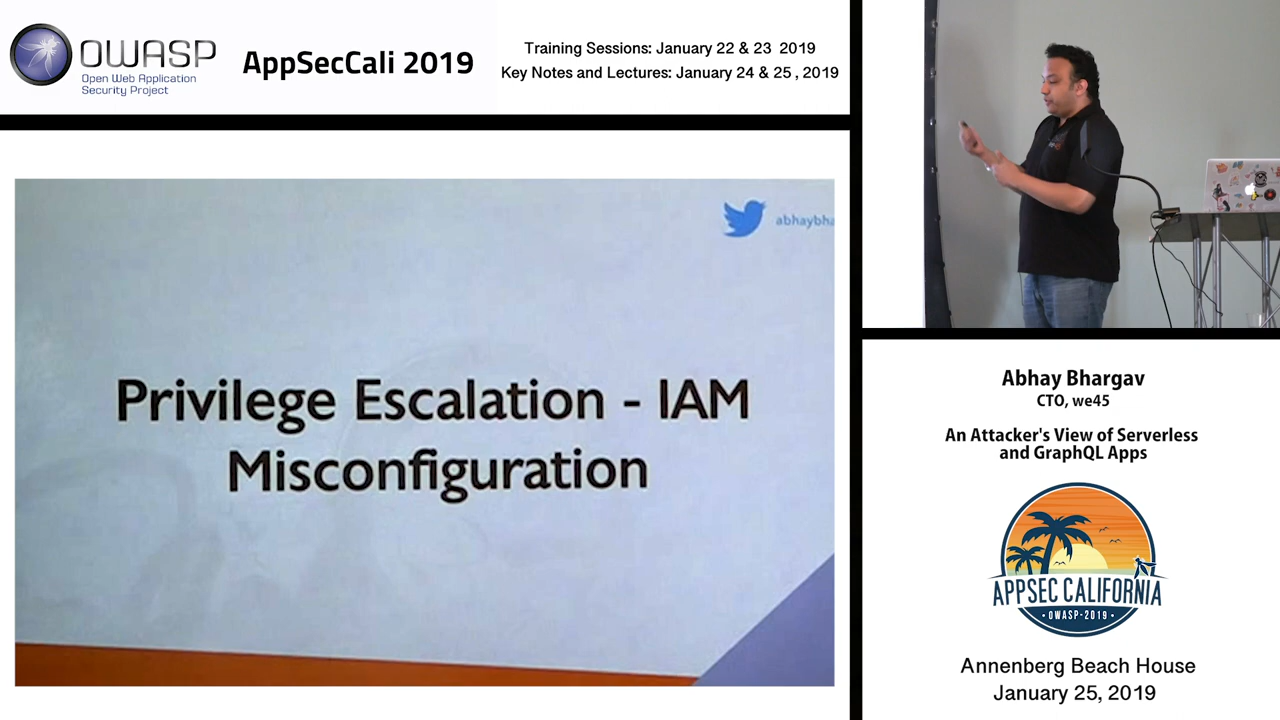 OWASP
Open Web Application
Security Project
AppSecCali 2019
Training Sessions: January 22 & 23 2019
Key Notes and Lectures: January 24 & 25 , 2019
abhaybha
Privilege Escalation - IAM
Misconfiguration
Abhay Bhargav
CTO, we45
An Attacker's View of Serverless
and GraphQL Apps
APPSEC CALIFORNIA
• OWASP-2019 •
Annenberg Beach House
January 25, 2019